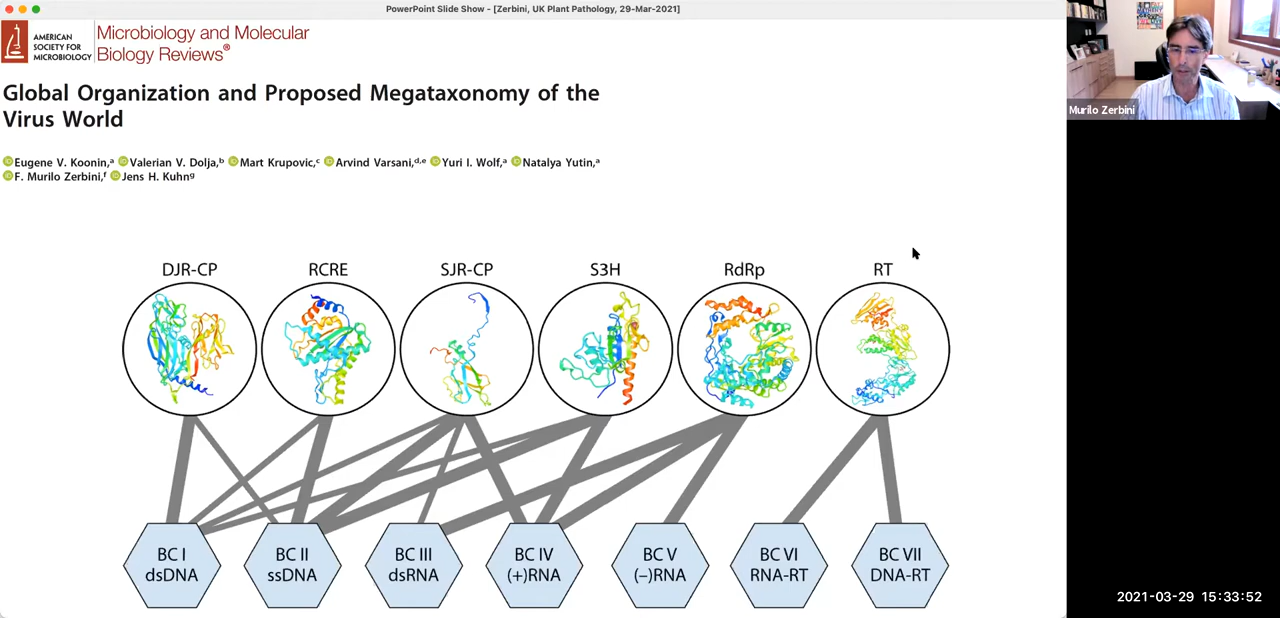 PowerPoint Slide Show - [Zerbini, UK Plant Pathology, 29-Mar-2021]
AMERICAN
SOCIETY FOR
MICROBIOLOGY
Microbiology and Molecular
Biology Reviews®
Global Organization and Proposed Megataxonomy of the
Virus World
Eugene V. Koonin,ᵃ Valerian V. Dolja,ᵇ Mart Krupovic,ᶜ Arvind Varsani,ᵈ,ᵉ Yuri I. Wolf,ᵃ Natalya Yutin,ᵃ
F. Murilo Zerbini,ᶠ Jens H. Kuhnᵍ
DJR-CP RCRE SJR-CP S3H RdRp RT
BC I BC II BC III BC IV BC V BC VI BC VII
dsDNA ssDNA dsRNA (+)RNA (–)RNA RNA-RT DNA-RT
Murilo Zerbini
2021-03-29 15:33:52